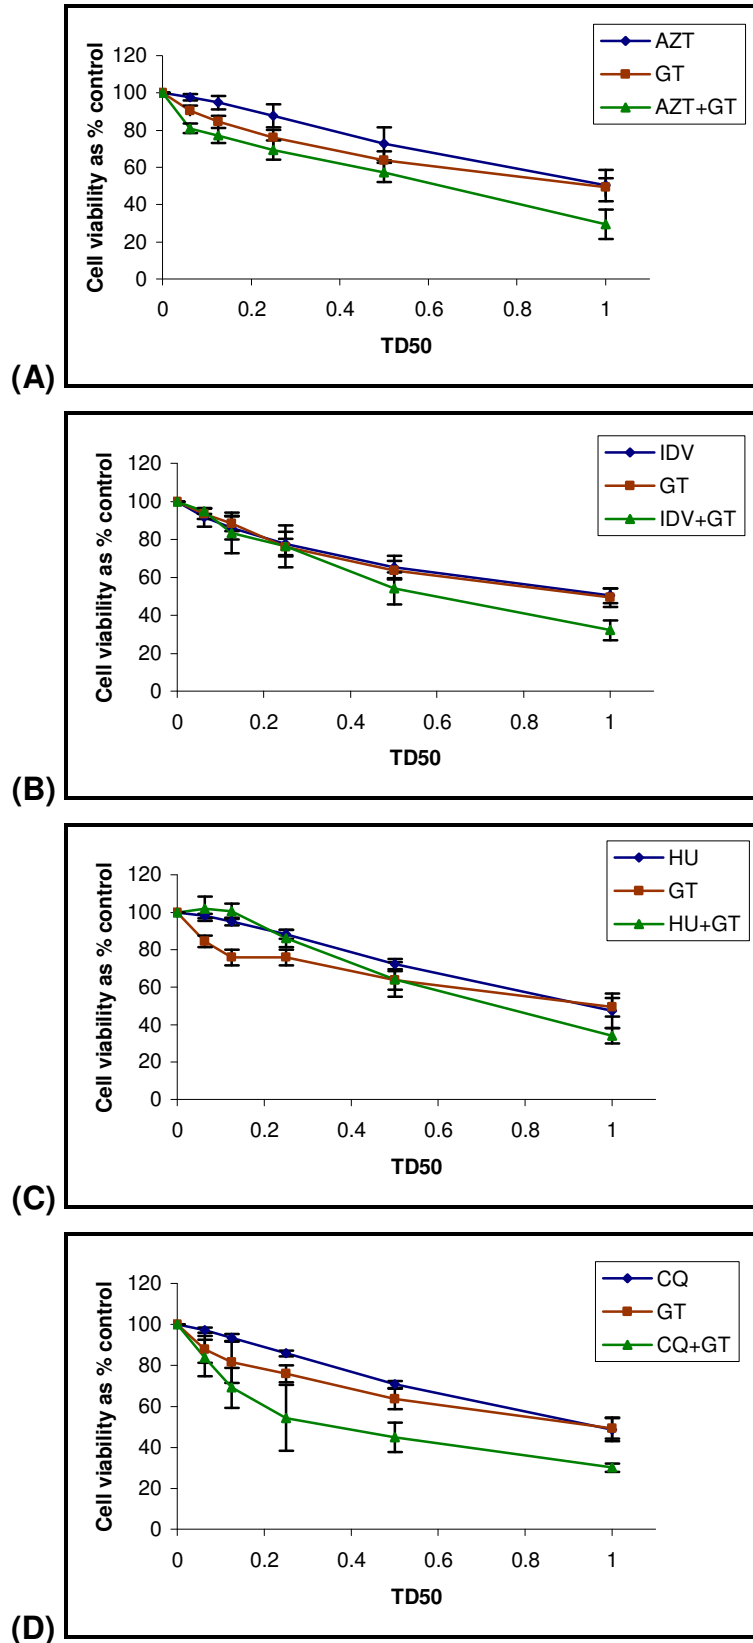 120
100
80
60
40
20
0
0 0.2 0.4 0.6 0.8 1
Cell viability as % control
TD50
AZT
GT
AZT+GT
(A)
120
100
80
60
40
20
0
0 0.2 0.4 0.6 0.8 1
Cell viability as % control
TD50
IDV
GT
IDV+GT
(B)
120
100
80
60
40
20
0
0 0.2 0.4 0.6 0.8 1
Cell viability as % control
TD50
HU
GT
HU+GT
(C)
120
100
80
60
40
20
0
0 0.2 0.4 0.6 0.8 1
Cell viability as % control
TD50
CQ
GT
CQ+GT
(D)